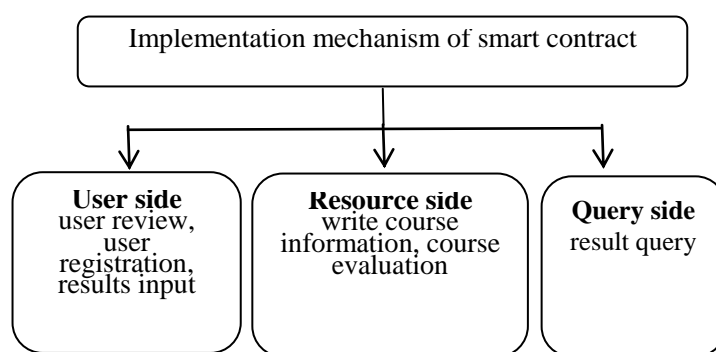 Implementation mechanism of smart contract
User side
user review,
user
registration,
results input
Resource side
write course
information, course
evaluation
Query side
result query